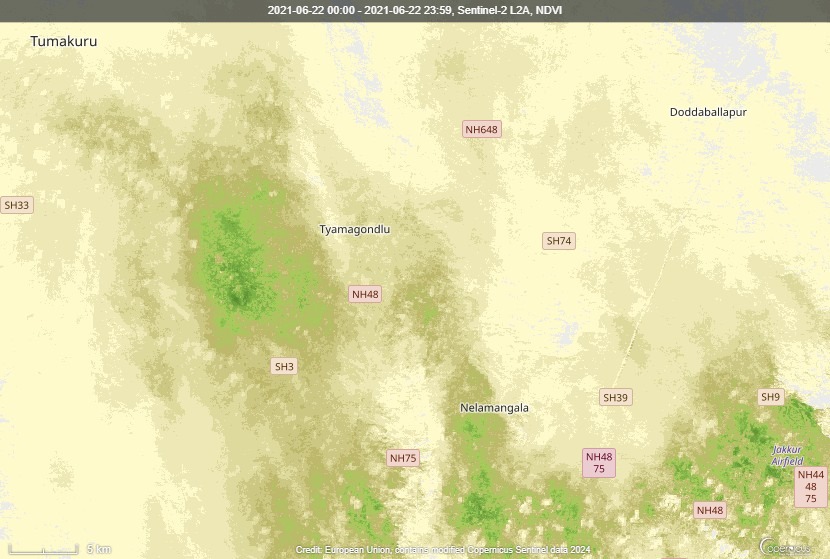 2021-06-22 00:00 - 2021-06-22 23:59, Sentinel-2 L2A, NDVI
Tumakuru
Doddaballapur
NH648
SH33
Tyamagondlu
SH74
NH48
SH3
SH39
SH9
Nelamangala
NH75
NH48
75
Jakkur
Airfield
NH44
48
75
NH48
5 km
Credit: European Union, contains modified Copernicus Sentinel data 2024
opernicus